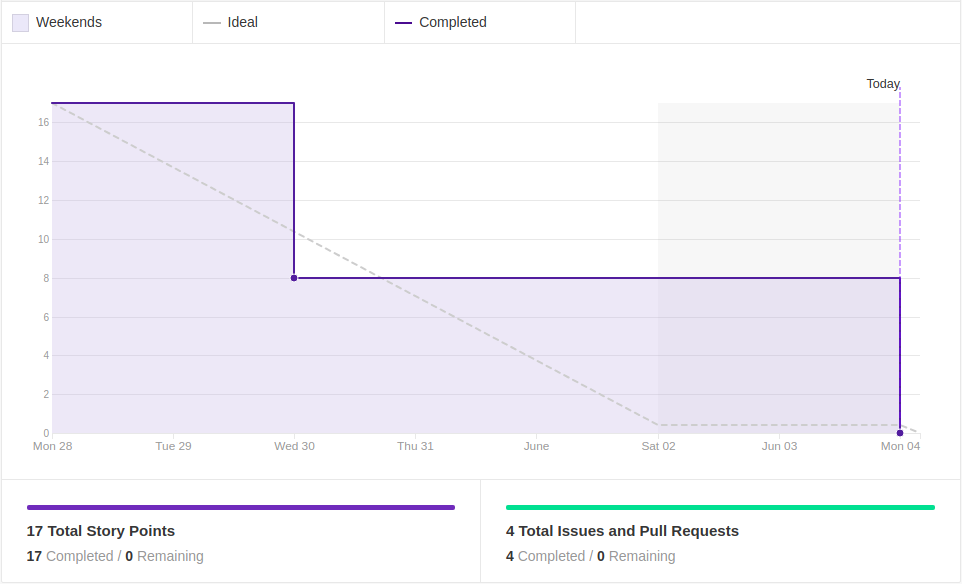 Weekends
Ideal
Completed
Today
16
14
12
10
8
6
4
2
0
Mon 28 Tue 29 Wed 30 Thu 31 June Sat 02 Jun 03 Mon 04
17 Total Story Points
17 Completed / 0 Remaining
4 Total Issues and Pull Requests
4 Completed / 0 Remaining